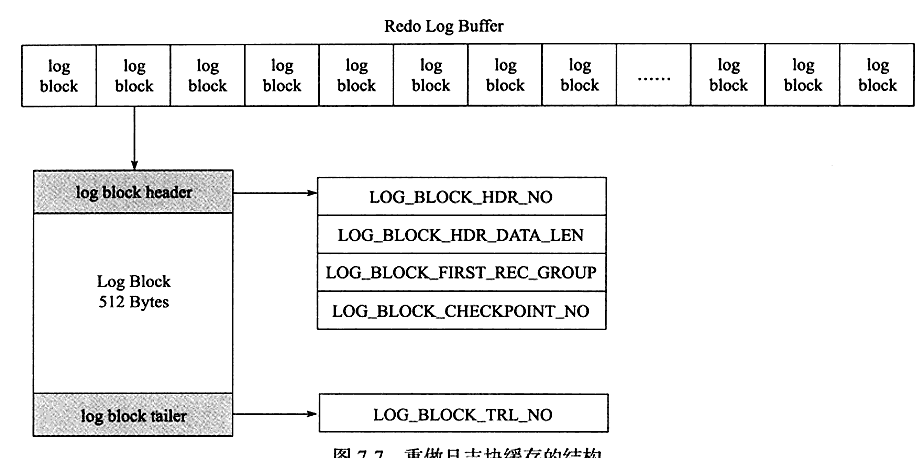 Redo Log Buffer
log block
log block
log block
log block
log block
log block
log block
log block
......
log block
log block
log block
log block header
LOG_BLOCK_HDR_NO
LOG_BLOCK_HDR_DATA_LEN
LOG_BLOCK_FIRST_REC_GROUP
LOG_BLOCK_CHECKPOINT_NO
Log Block
512 Bytes
log block tailer
LOG_BLOCK_TRL_NO
图 7-7 重做日志块缓存的结构